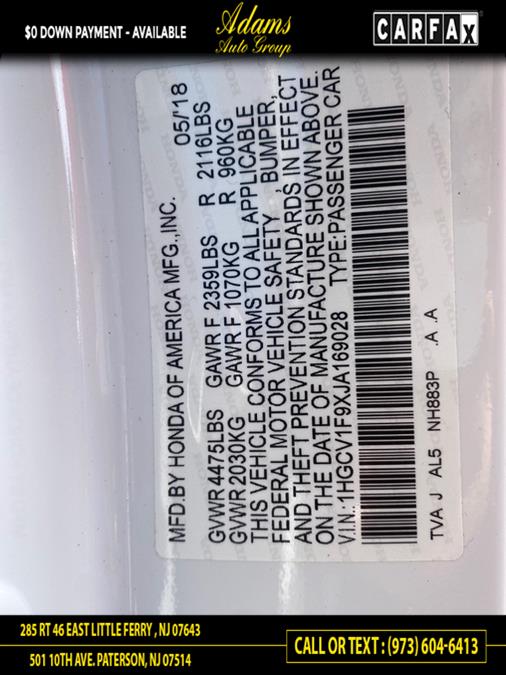 $0 DOWN PAYMENT - AVAILABLE
Adams
Auto Group
CARFAX
MFD.BY HONDA OF AMERICA MFG.,INC. 05/18
GVWR 4475LBS GAWR F 2359LBS R 2116LBS
GVWR 2030KG GAWR F 1070KG R 960KG
THIS VEHICLE CONFORMS TO ALL APPLICABLE
FEDERAL MOTOR VEHICLE SAFETY , BUMPER,
AND THEFT PREVENTION STANDARDS IN EFFECT
ON THE DATE OF MANUFACTURE SHOWN ABOVE.
V.I.N.:1HGCV1F9XJA169028 TYPE:PASSENGER CAR
TVA J AL5 NH883P .A .A
285 RT 46 EAST LITTLE FERRY , NJ 07643
501 10TH AVE. PATERSON, NJ 07514
CALL OR TEXT : (973) 604-6413